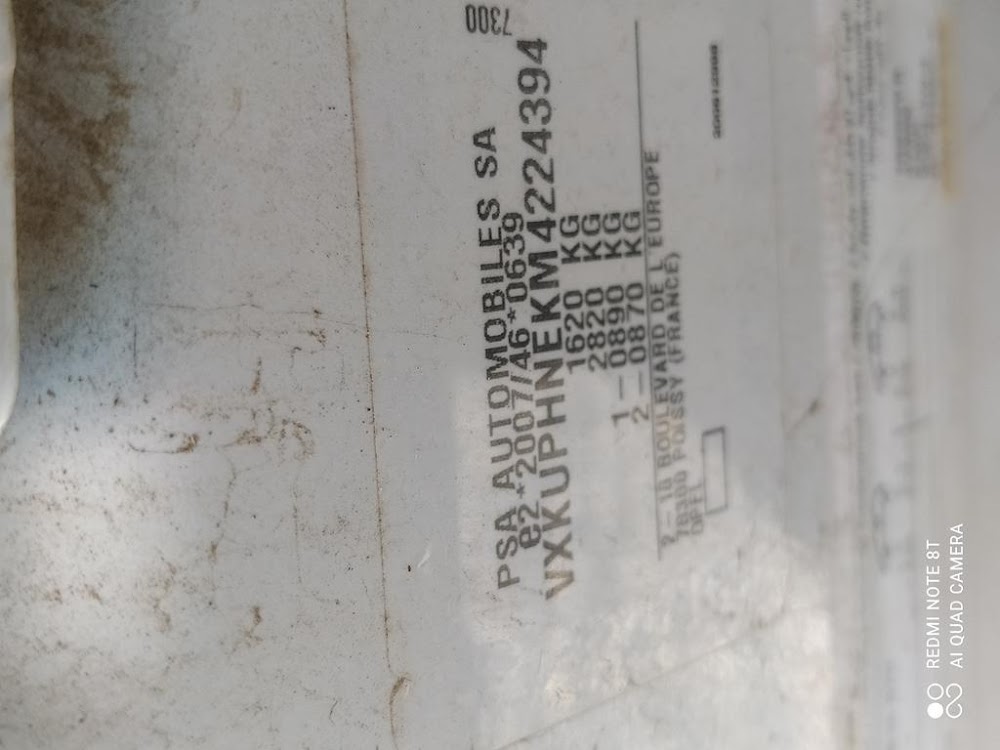 7300
PSA AUTOMOBILES SA
e2*2007/46*0639
VXKUPHNEKM4224394
1620 KG
2820 KG
1 – 0890 KG
2 – 0870 KG
2 – 10 BOULEVARD DE L EUROPE
78300 POISSY (FRANCE)
OPEL
REDMI NOTE 8T
AI QUAD CAMERA